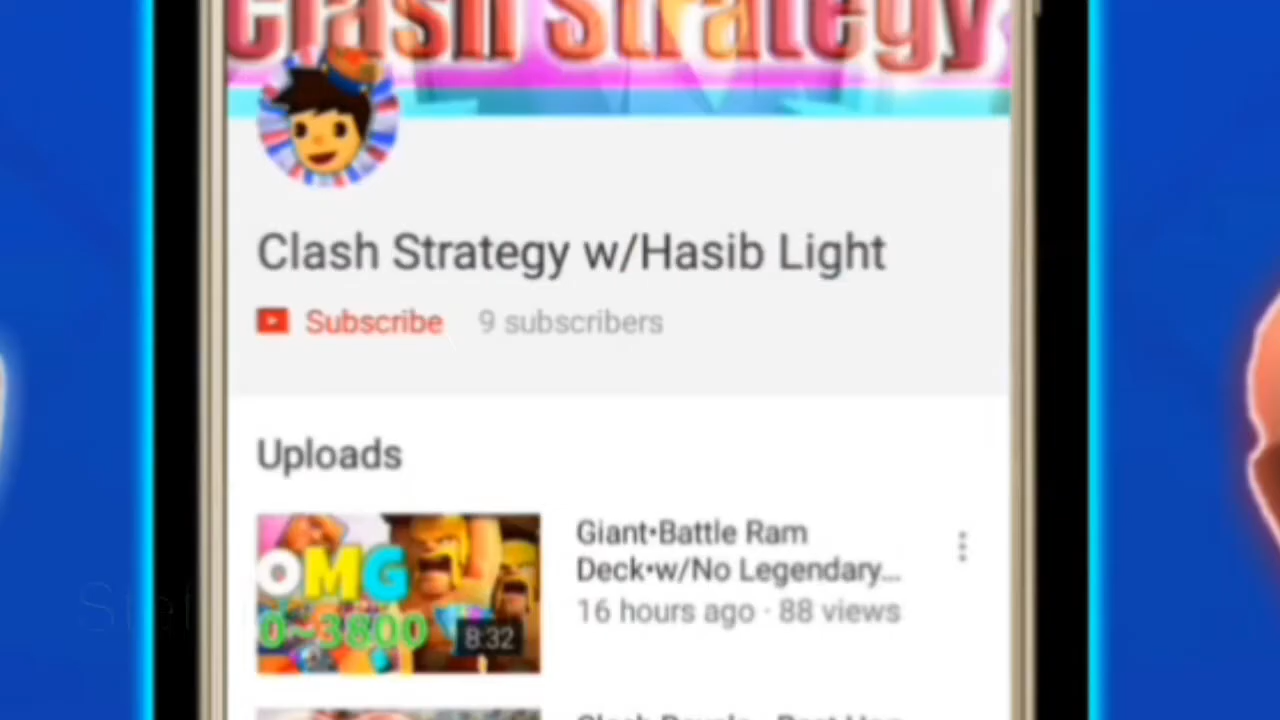 Clash Strategy
Clash Strategy w/Hasib Light
Subscribe 9 subscribers
Uploads
Giant•Battle Ram
Deck•w/No Legendary...
16 hours ago · 88 views
OMG
0~3800
8:32